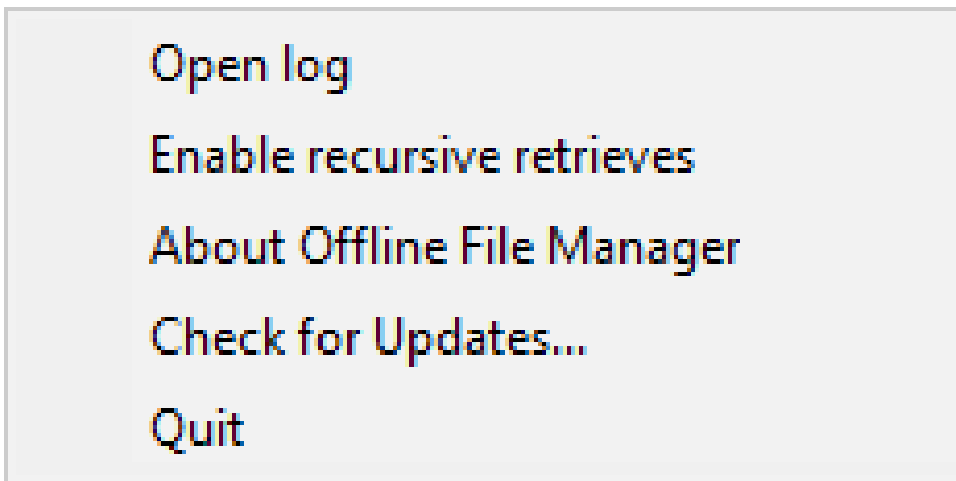 Open log
Enable recursive retrieves
About Offline File Manager
Check for Updates...
Quit